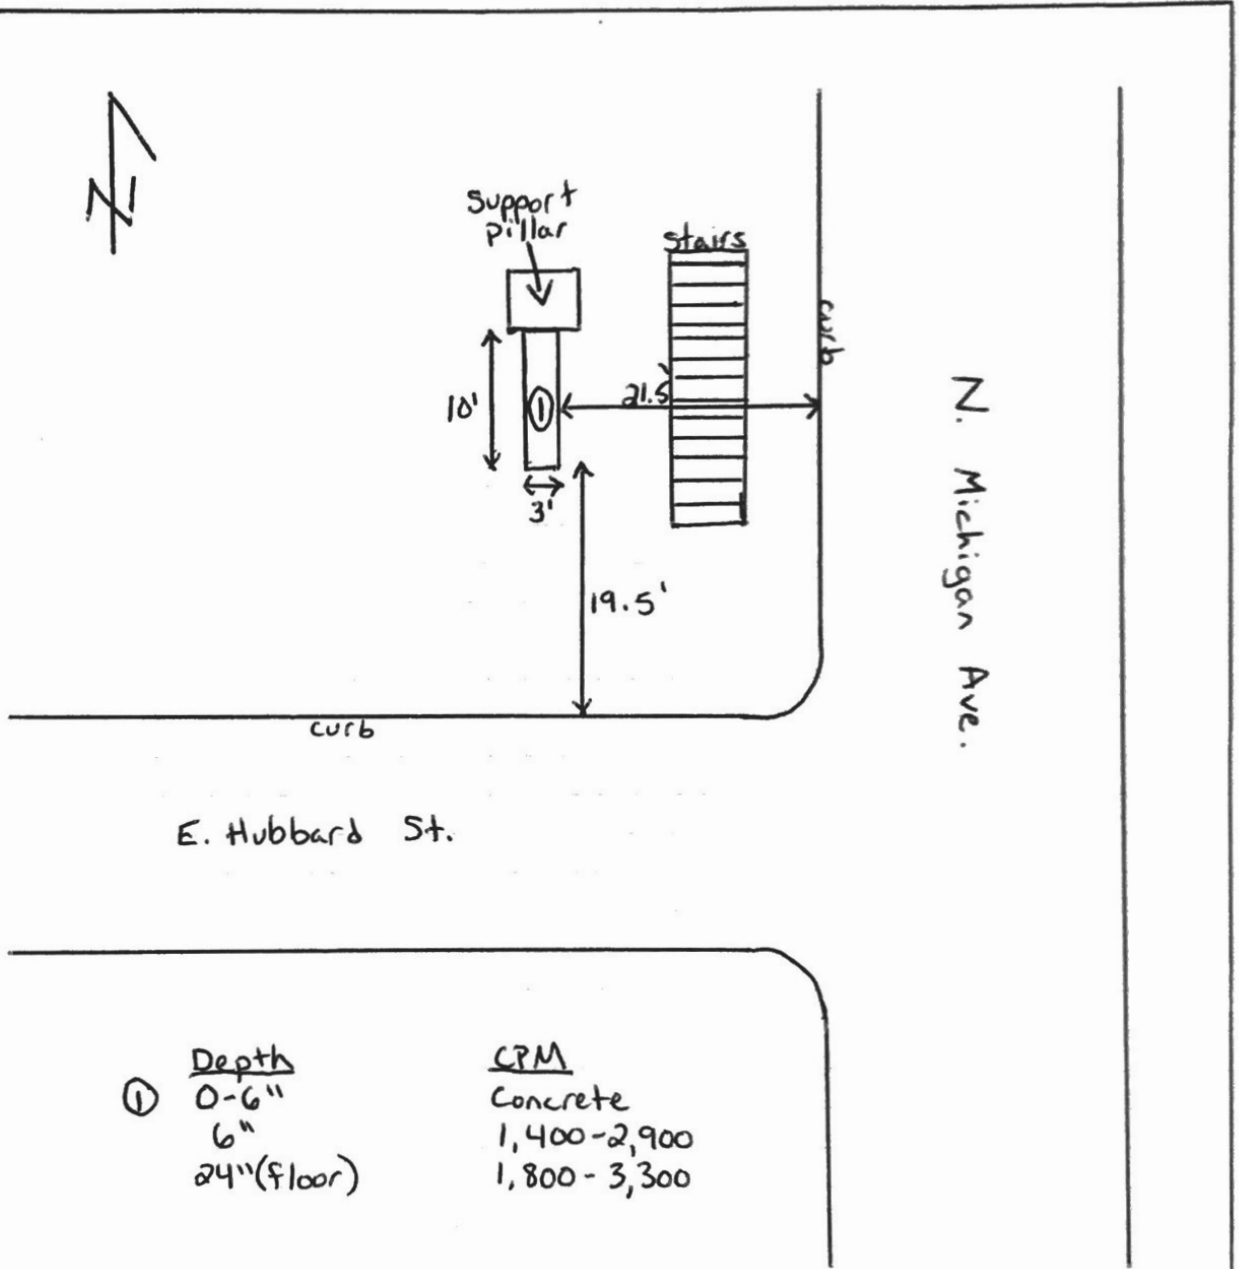 N
Support
pillar
Stairs
curb
10'
①
21.5'
3'
19.5'
N. Michigan Ave.
curb
E. Hubbard St.
Depth CPM
① 0-6" Concrete
6" 1,400-2,900
24"(floor) 1,800-3,300